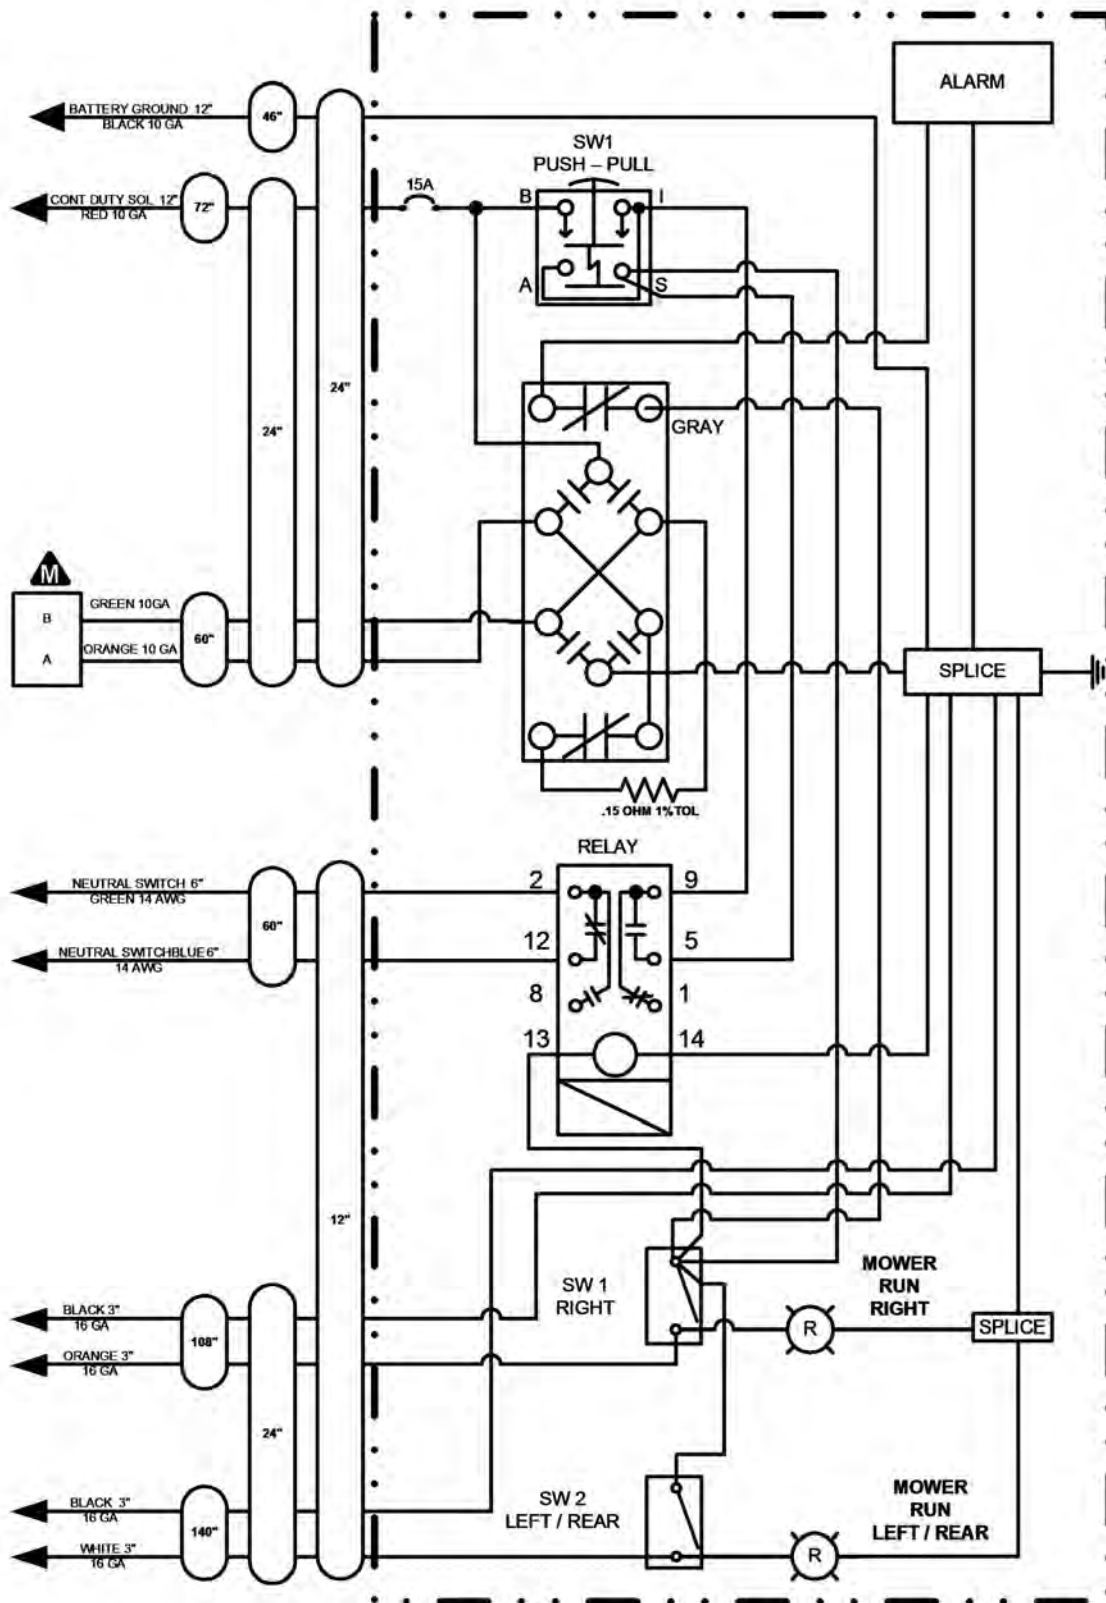 ALARM
BATTERY GROUND 12"
BLACK 10 GA
46"
SW1
PUSH – PULL
CONT DUTY SOL 12"
RED 10 GA
72"
15A
B
I
A
S
24"
24"
GRAY
M
B
A
GREEN 10GA
ORANGE 10 GA
60"
SPLICE
.15 OHM 1% TOL
RELAY
NEUTRAL SWITCH 6"
GREEN 14 AWG
2
9
60"
NEUTRAL SWITCHBLUE 6"
14 AWG
12
5
8
1
13
14
12"
SW 1
RIGHT
MOWER
RUN
RIGHT
BLACK 3"
16 GA
108"
R
SPLICE
ORANGE 3"
16 GA
24"
BLACK 3"
16 GA
140"
SW 2
LEFT / REAR
MOWER
RUN
LEFT / REAR
WHITE 3"
16 GA
R